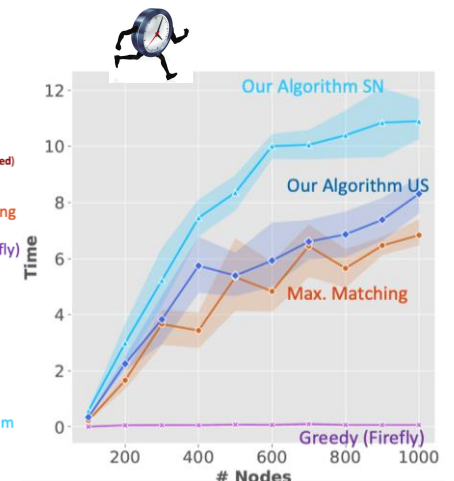 Our Algorithm SN
ed)
Our Algorithm US
ng
fly)
Max. Matching
m
Greedy (Firefly)
Time
12
10
8
6
4
2
0
200
400
600
800
1000
# Nodes